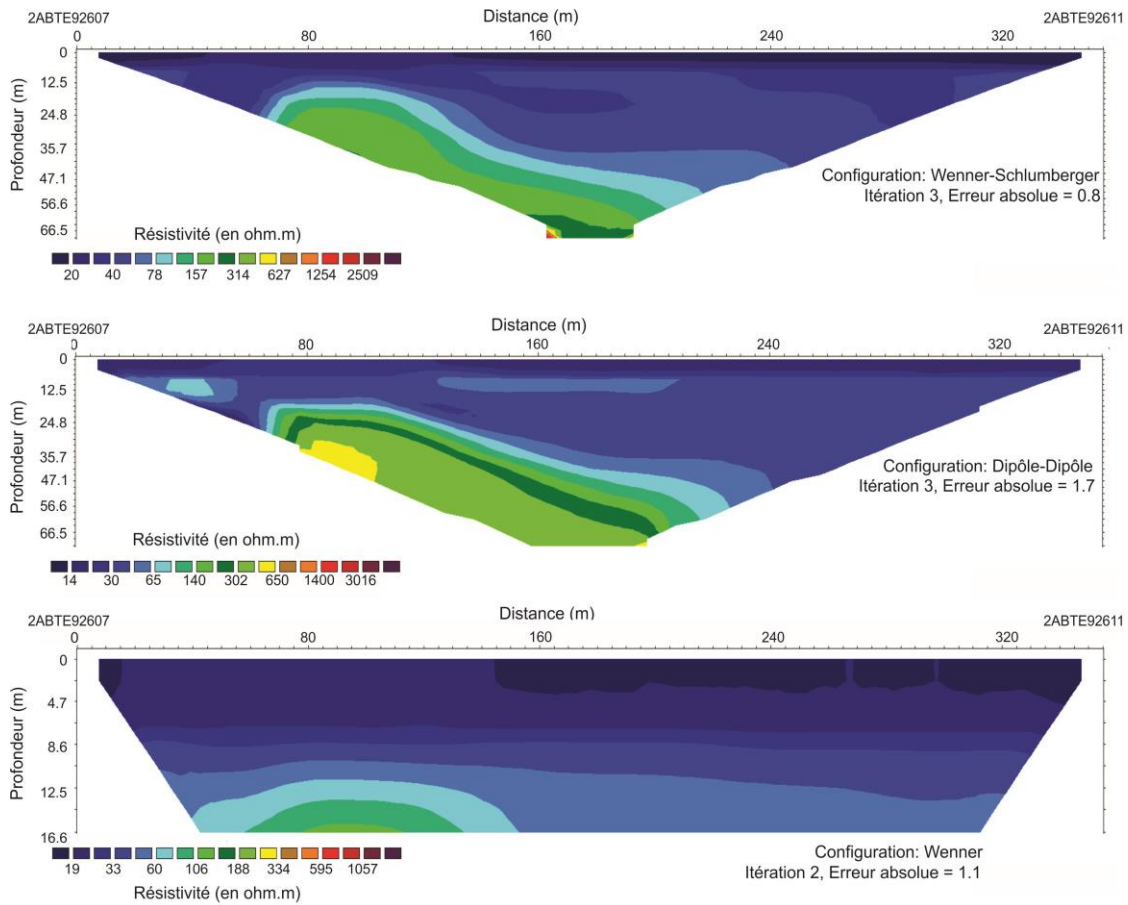 Distance (m)
2ABTE92607 2ABTE92611
0 80 160 240 320
Profondeur (m)
0
12.5
24.8
35.7
47.1
56.6
66.5
Configuration: Wenner-Schlumberger
Itération 3, Erreur absolue = 0.8
Résistivité (en ohm.m)
20 40 78 157 314 627 1254 2509
Distance (m)
2ABTE92607 2ABTE92611
0 80 160 240 320
Profondeur (m)
0
12.5
24.8
35.7
47.1
56.6
66.5
Configuration: Dipôle-Dipôle
Itération 3, Erreur absolue = 1.7
Résistivité (en ohm.m)
14 30 65 140 302 650 1400 3016
Distance (m)
2ABTE92607 2ABTE92611
0 80 160 240 320
Profondeur (m)
0
4.7
8.6
12.5
16.6
19 33 60 106 188 334 595 1057
Résistivité (en ohm.m)
Configuration: Wenner
Itération 2, Erreur absolue = 1.1